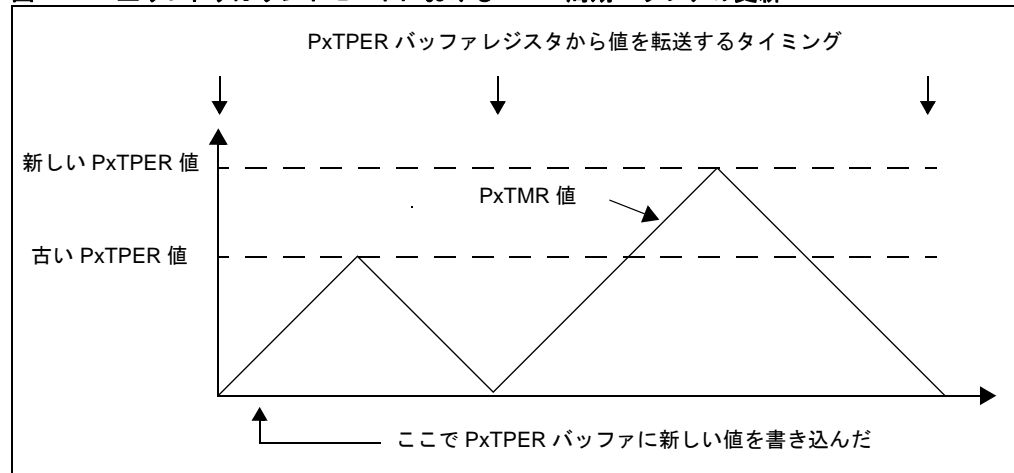 PxTPER バッファレジスタから値を転送するタイミング
新しい PxTPER 値
PxTMR 値
古い PxTPER 値
ここで PxTPER バッファに新しい値を書き込んだ